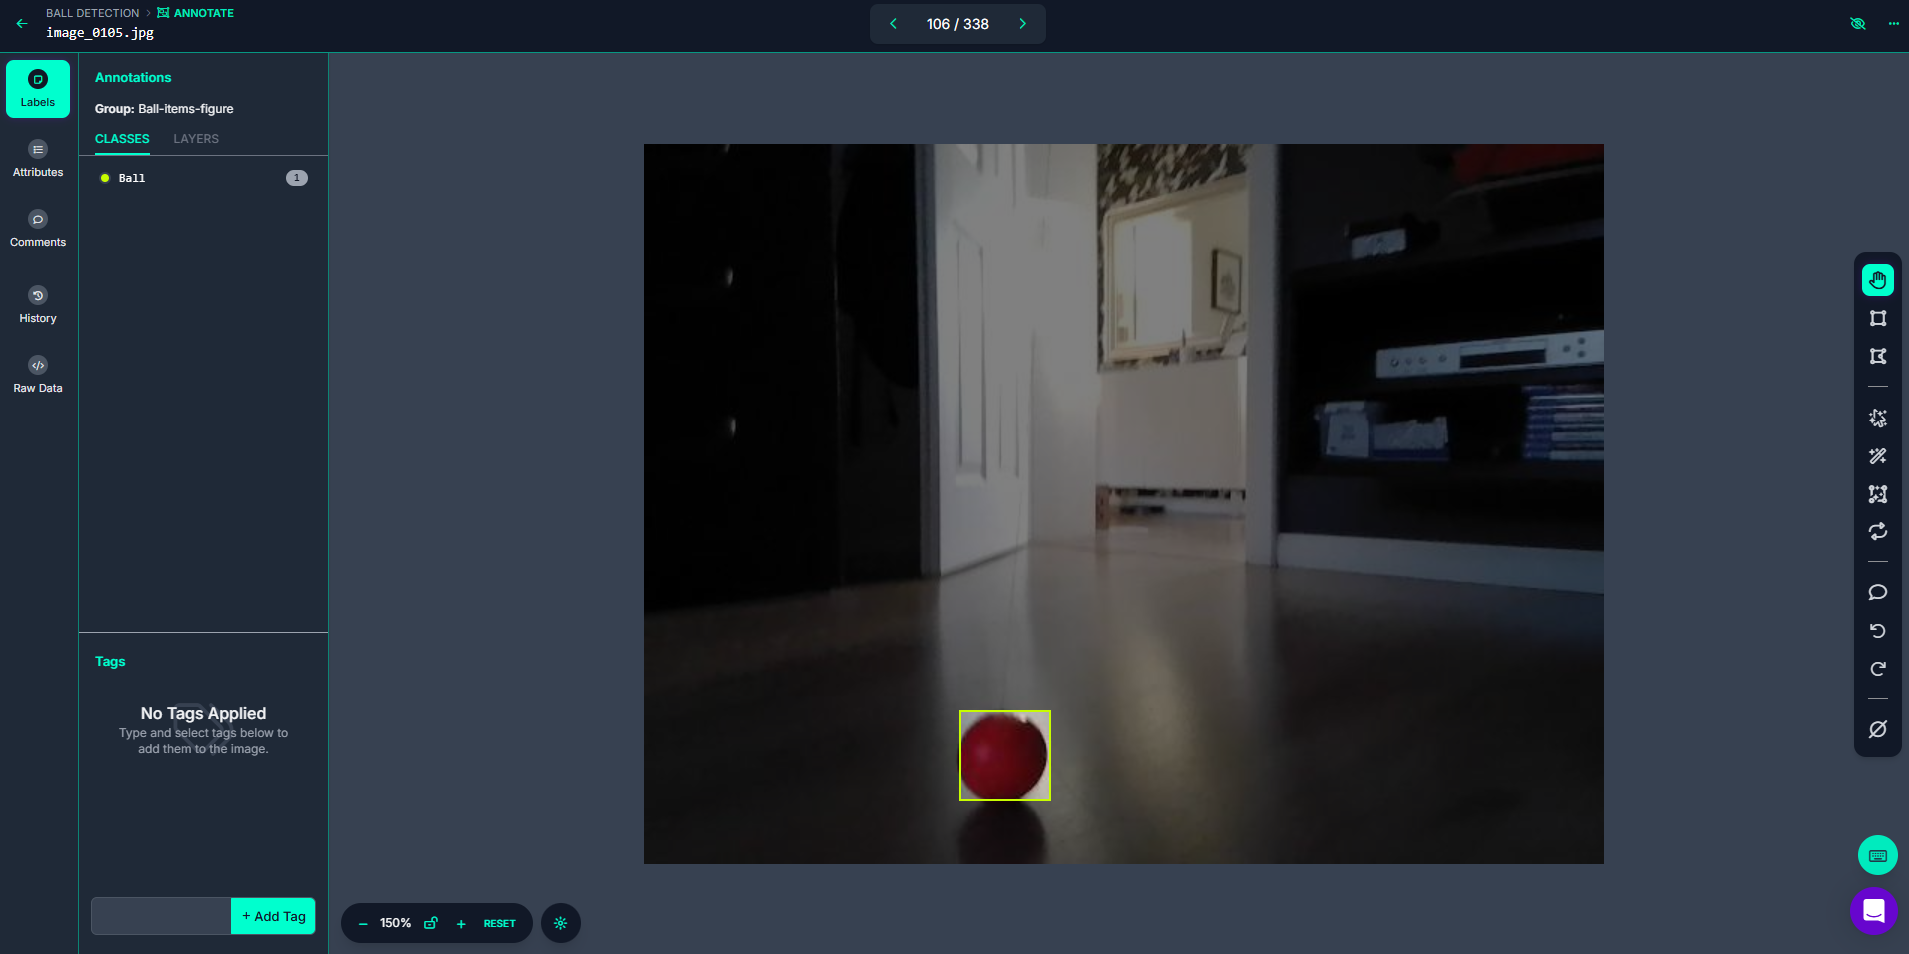 BALL DETECTION > ANNOTATE
image_0105.jpg
106 / 338
Labels
Attributes
Comments
History
Raw Data
Annotations
Group: Ball-items-figure
CLASSES LAYERS
Ball 1
Tags
No Tags Applied
Type and select tags below to
add them to the image.
+ Add Tag
− 150% + RESET